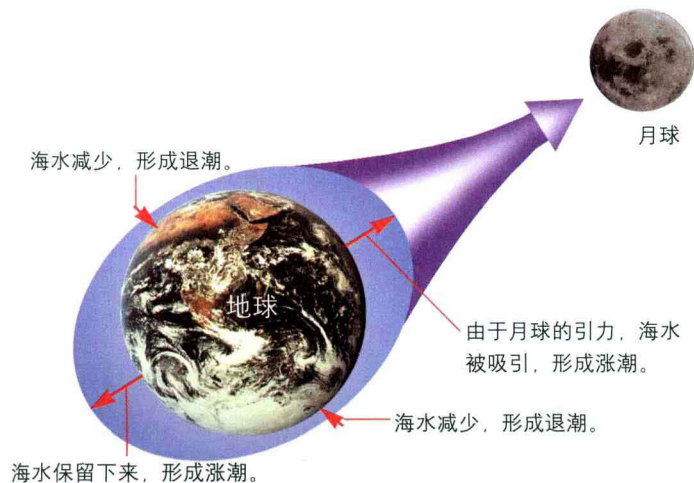 月球
海水减少，形成退潮。
地球
由于月球的引力，海水
被吸引，形成涨潮。
海水减少，形成退潮。
海水保留下来，形成涨潮。